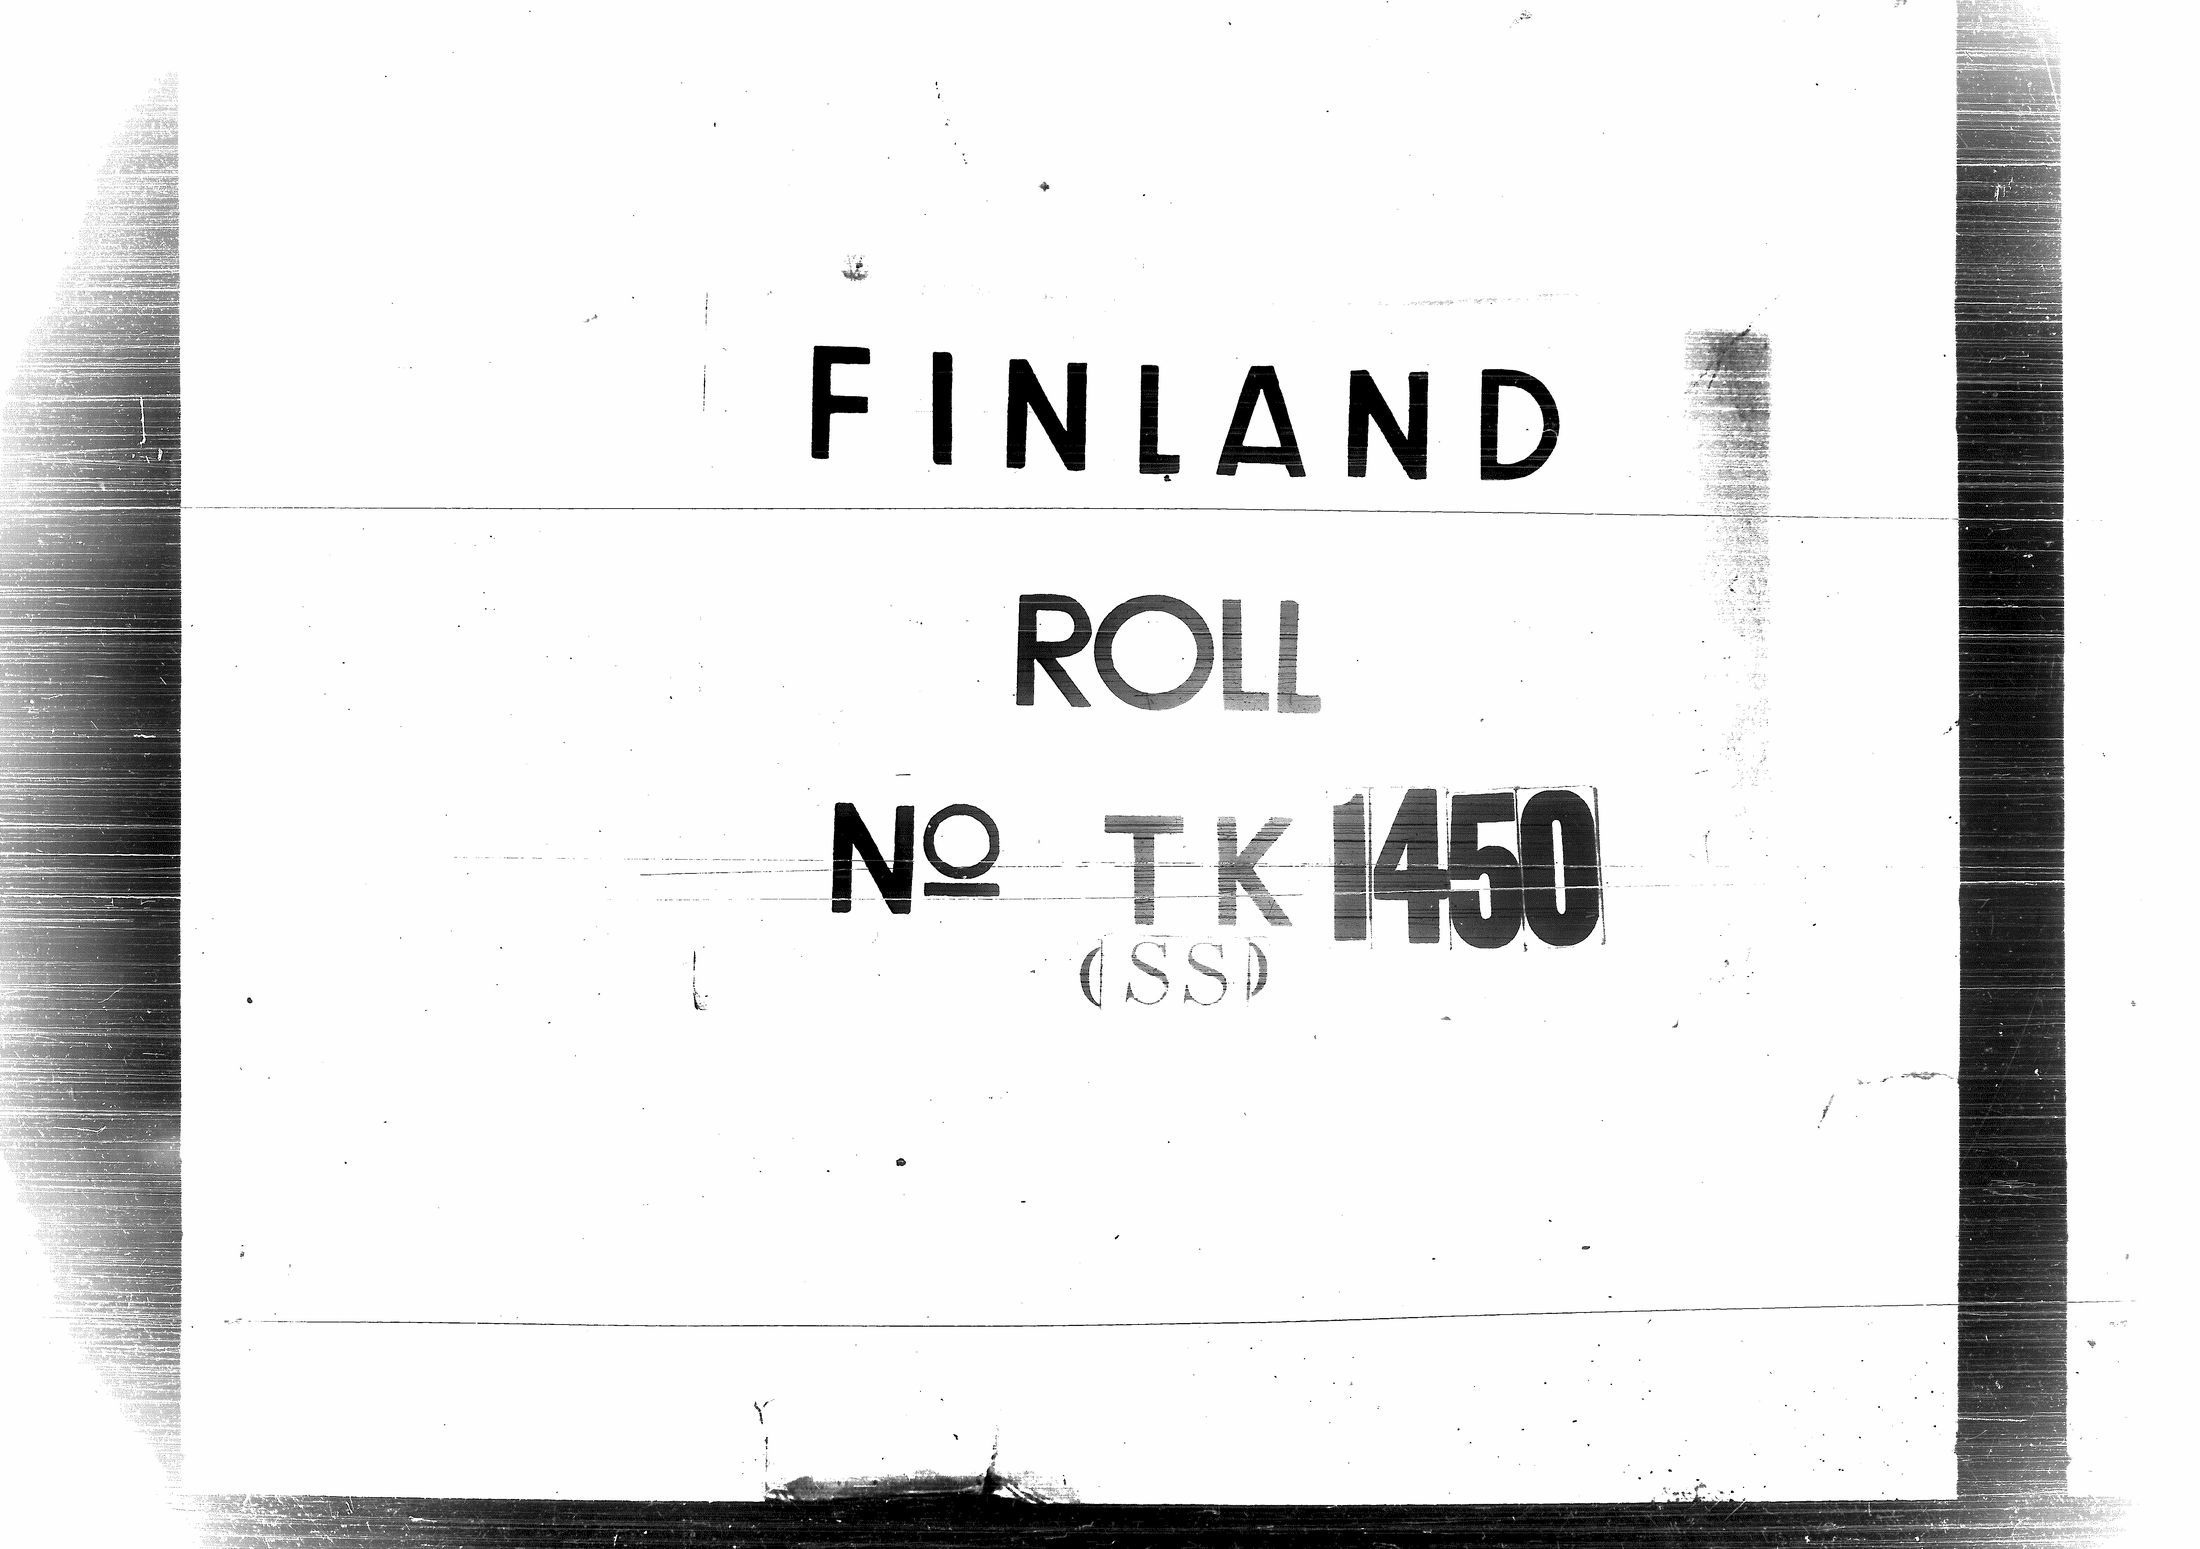 FINLAND
ROLL
Nº TK 1450
(SS)